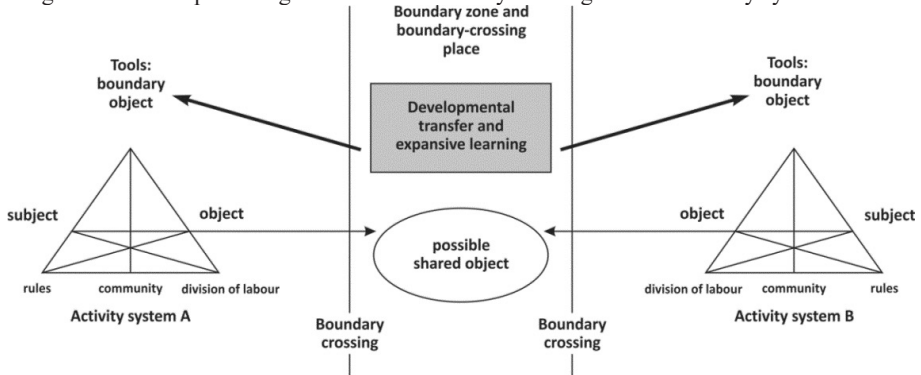 Boundary zone and
boundary-crossing
place
Tools:
boundary
object
Tools:
boundary
object
Developmental
transfer and
expansive learning
subject
object
possible
shared object
object
subject
rules
community
division of labour
division of labour
community
rules
Activity system A
Boundary
crossing
Boundary
crossing
Activity system B